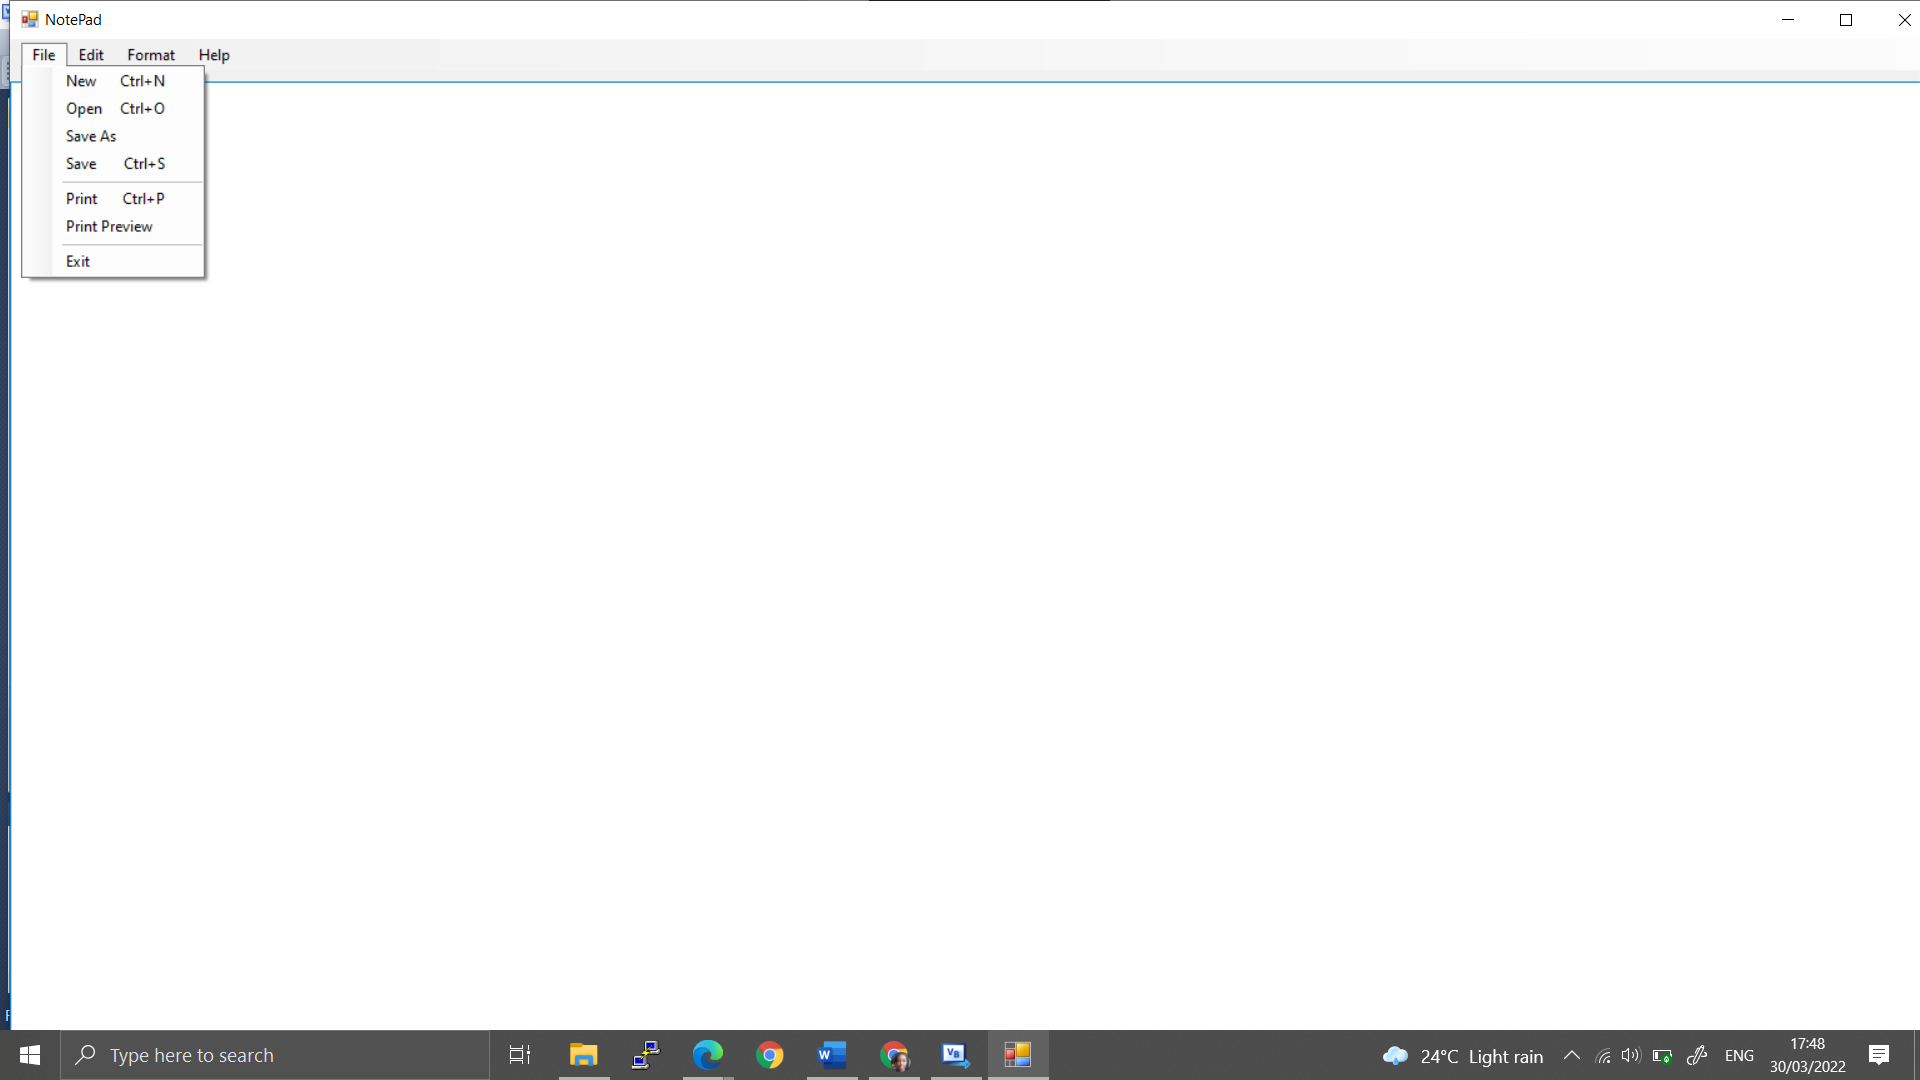 NotePad
File Edit Format Help
New Ctrl+N
Open Ctrl+O
Save As
Save Ctrl+S
Print Ctrl+P
Print Preview
Exit
Type here to search
W
VB
24°C Light rain
ENG
17:48
30/03/2022